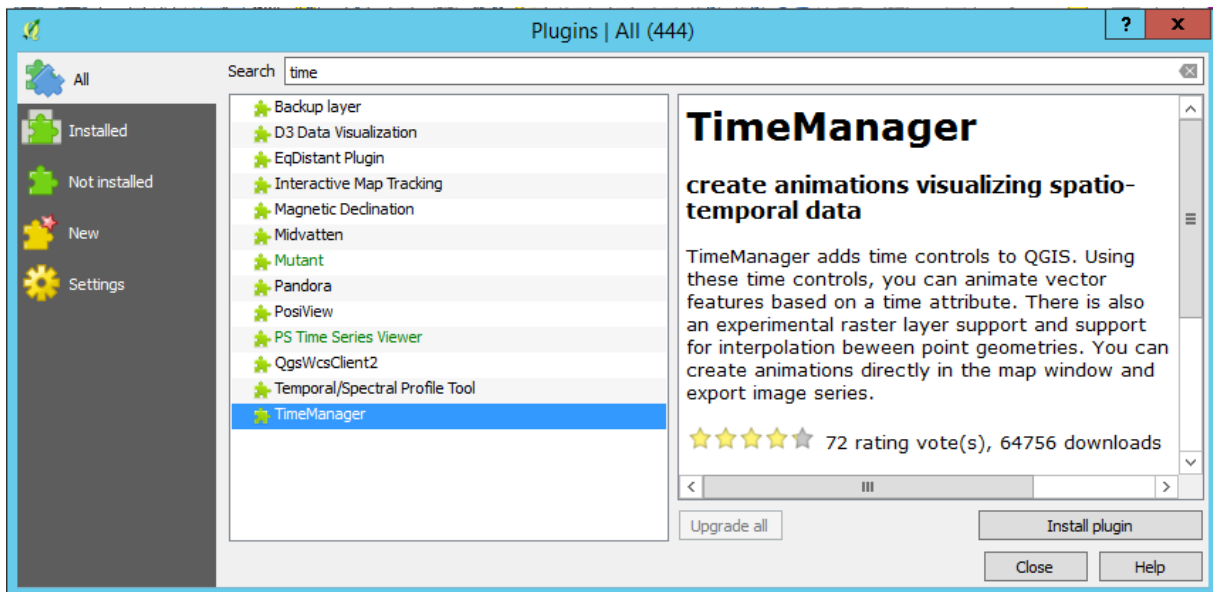 Plugins | All (444)
?
X
All
Installed
Not installed
New
Settings
Search
time
Backup layer
D3 Data Visualization
EqDistant Plugin
Interactive Map Tracking
Magnetic Declination
Midvatten
Mutant
Pandora
PosiView
PS Time Series Viewer
QgsWcsClient2
Temporal/Spectral Profile Tool
TimeManager
TimeManager
create animations visualizing spatio-
temporal data
TimeManager adds time controls to QGIS. Using
these time controls, you can animate vector
features based on a time attribute. There is also
an experimental raster layer support and support
for interpolation beween point geometries. You can
create animations directly in the map window and
export image series.
72 rating vote(s), 64756 downloads
Upgrade all
Install plugin
Close
Help